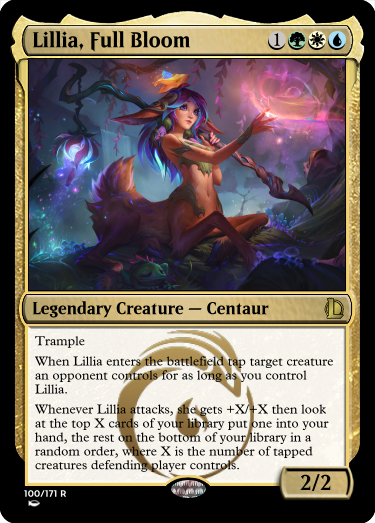 Lillia, Full Bloom 1
Legendary Creature — Centaur
Trample
When Lillia enters the battlefield tap target creature
an opponent controls for as long as you control
Lillia.
Whenever Lillia attacks, she gets +X/+X then look
at the top X cards of your library put one into your
hand, the rest on the bottom of your library in a
random order, where X is the number of tapped
creatures defending player controls.
2/2
100/171 R